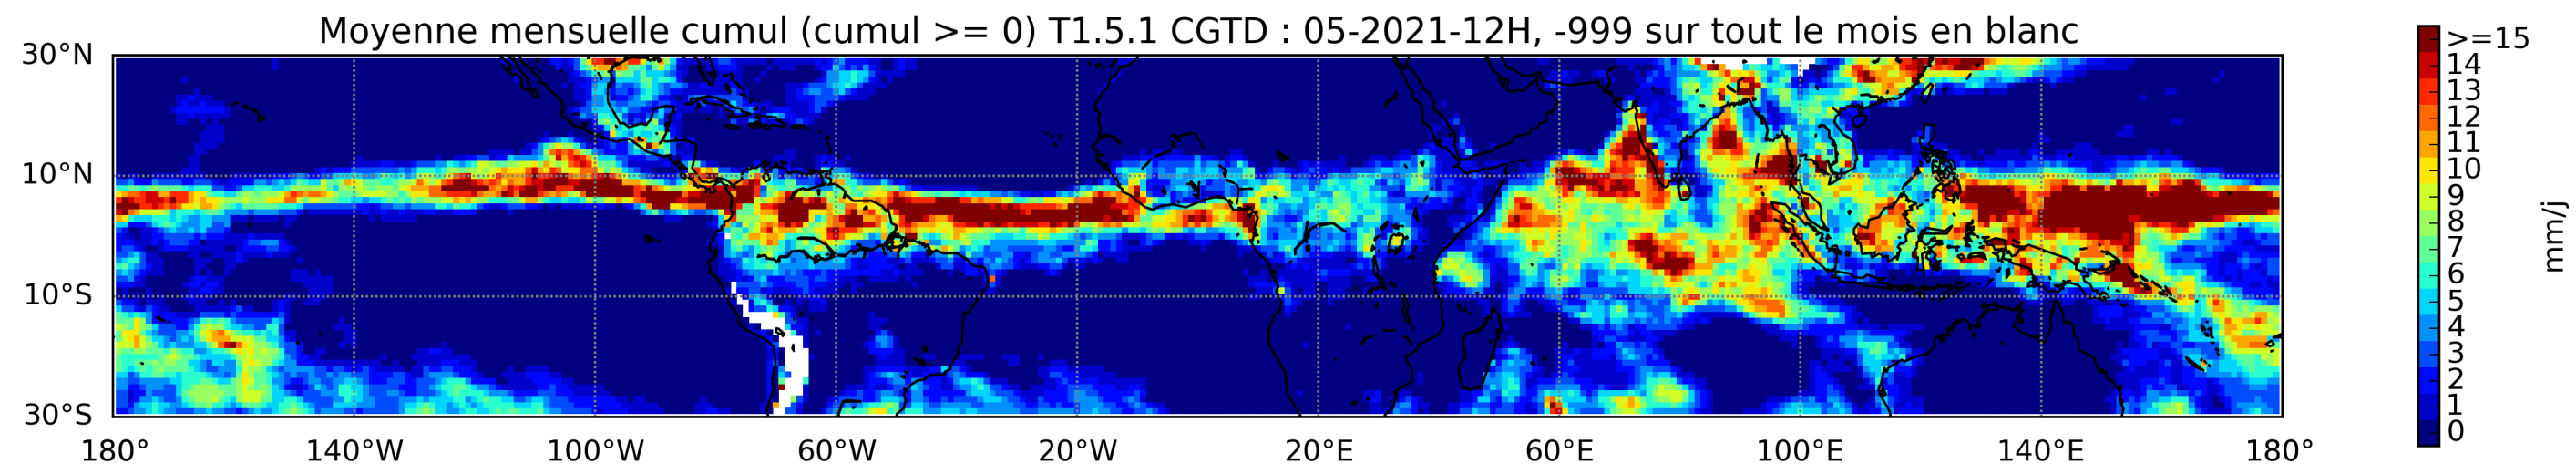 Moyenne mensuelle cumul (cumul >= 0) T1.5.1 CGTD : 05-2021-12H, -999 sur tout le mois en blanc
30°N
10°N
10°S
30°S
180°
140°W
100°W
60°W
20°W
20°E
60°E
100°E
140°E
180°
>=15
14
13
12
11
10
9
8
7
6
5
4
3
2
1
0
mm/j